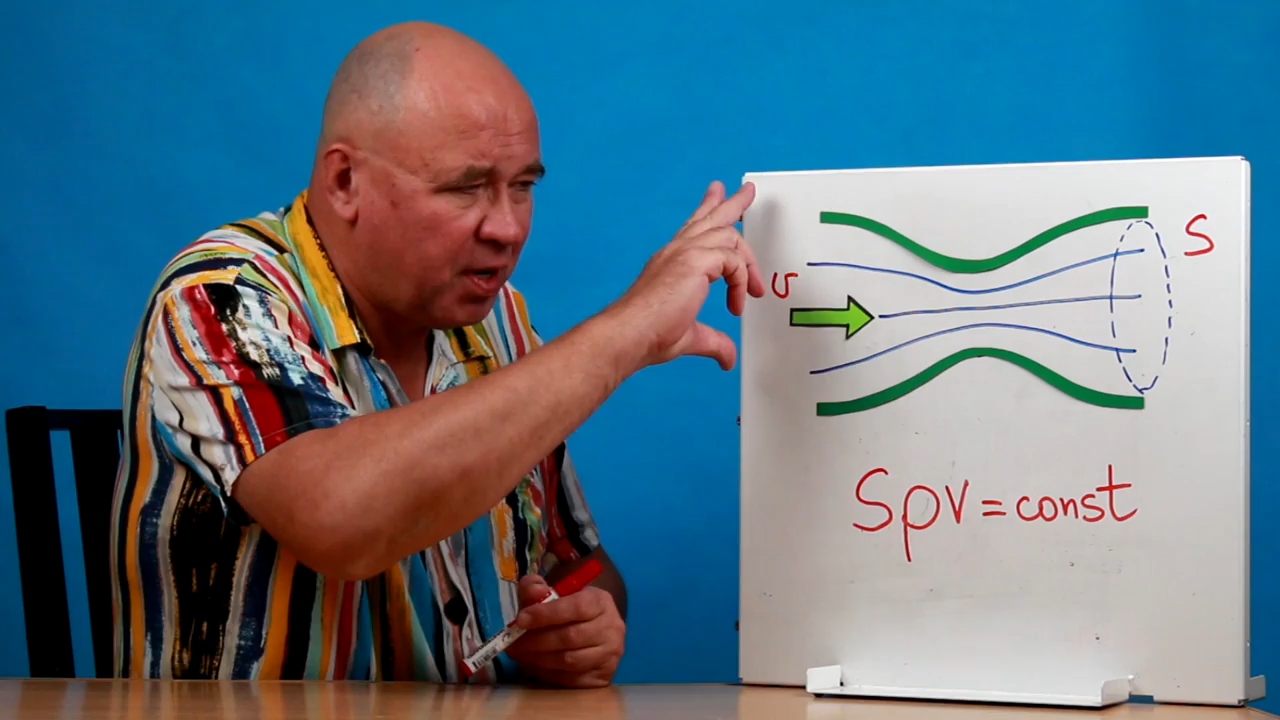 S
v
Sρv = const